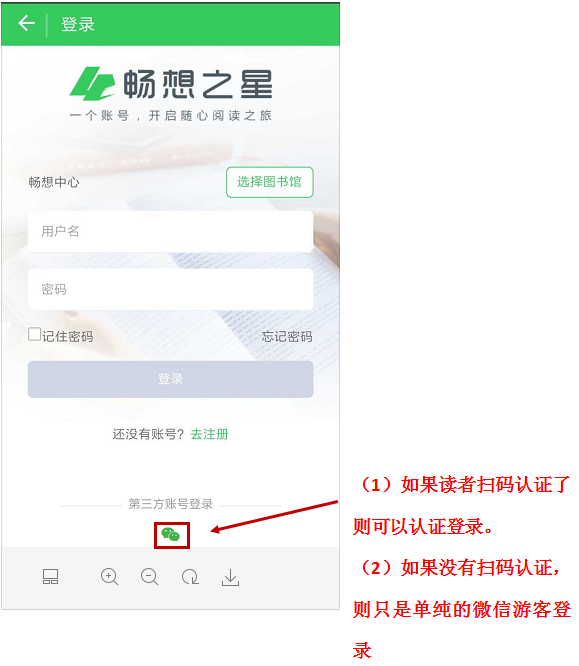 登录
畅想之星
一个账号，开启随心阅读之旅
畅想中心
选择图书馆
用户名
密码
记住密码
忘记密码
登录
还没有账号？去注册
第三方账号登录
（1）如果读者扫码认证了
则可以认证登录。
（2）如果没有扫码认证，
则只是单纯的微信游客登
录